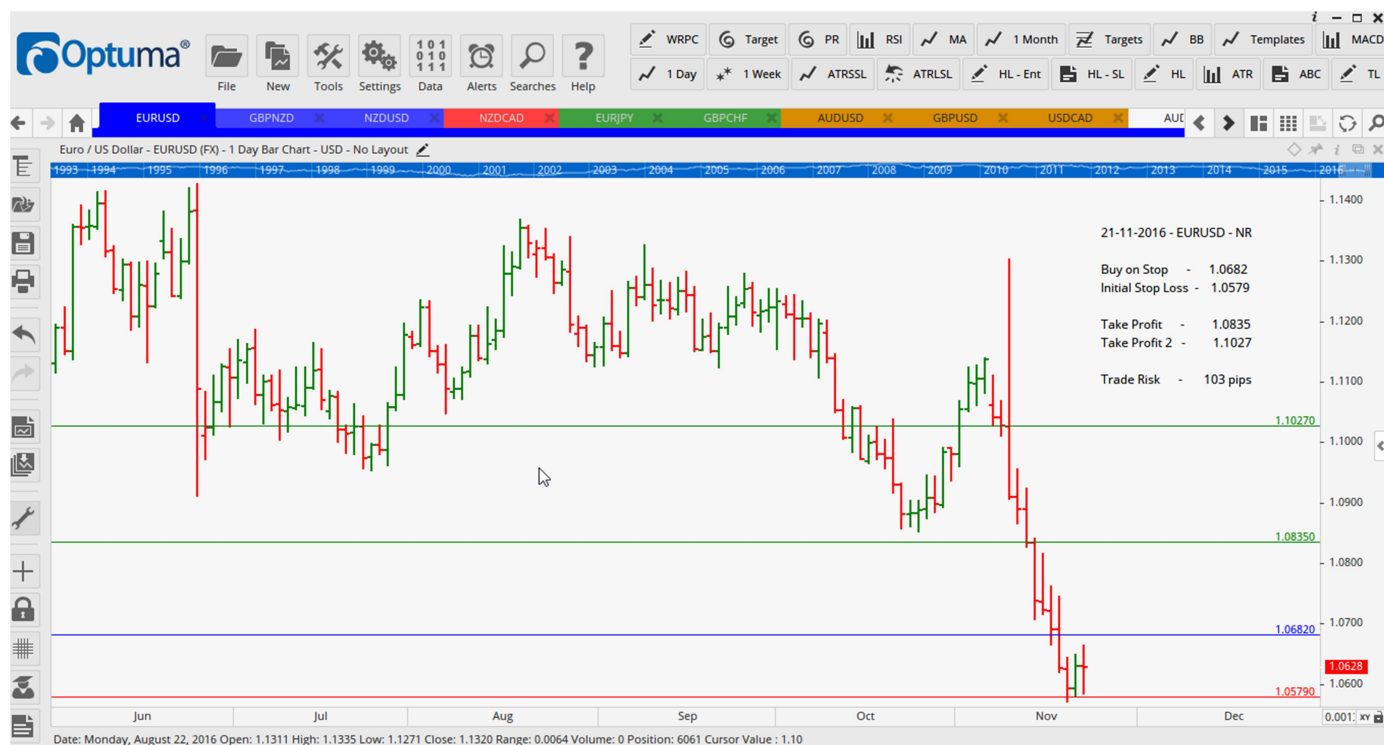 i
Optuma®
File New Tools Settings Data Alerts Searches Help
101
010
111
WRPC Target PR RSI MA 1 Month Targets BB Templates MACD
1 Day 1 Week ATRSSL ATRLSL HL - Ent HL - SL HL ATR ABC TL
EURUSD GBPNZD NZDUSD NZDCAD EURJPY GBPCHF AUDUSD GBPUSD USDCAD AUD
Euro / US Dollar - EURUSD (FX) - 1 Day Bar Chart - USD - No Layout
1993 1994 1995 1996 1997 1998 1999 2000 2001 2002 2003 2004 2005 2006 2007 2008 2009 2010 2011 2012 2013 2014 2015 2016
1.1400
21-11-2016 - EURUSD - NR
1.1300
Buy on Stop - 1.0682
Initial Stop Loss - 1.0579
1.1200
Take Profit - 1.0835
Take Profit 2 - 1.1027
1.1100
Trade Risk - 103 pips
1.10270
1.1000
1.0900
1.08350
1.0800
1.0700
1.06820
1.0628
1.0600
1.05790
Jun Jul Aug Sep Oct Nov Dec
0.001: XY
Date: Monday, August 22, 2016 Open: 1.1311 High: 1.1335 Low: 1.1271 Close: 1.1320 Range: 0.0064 Volume: 0 Position: 6061 Cursor Value : 1.10